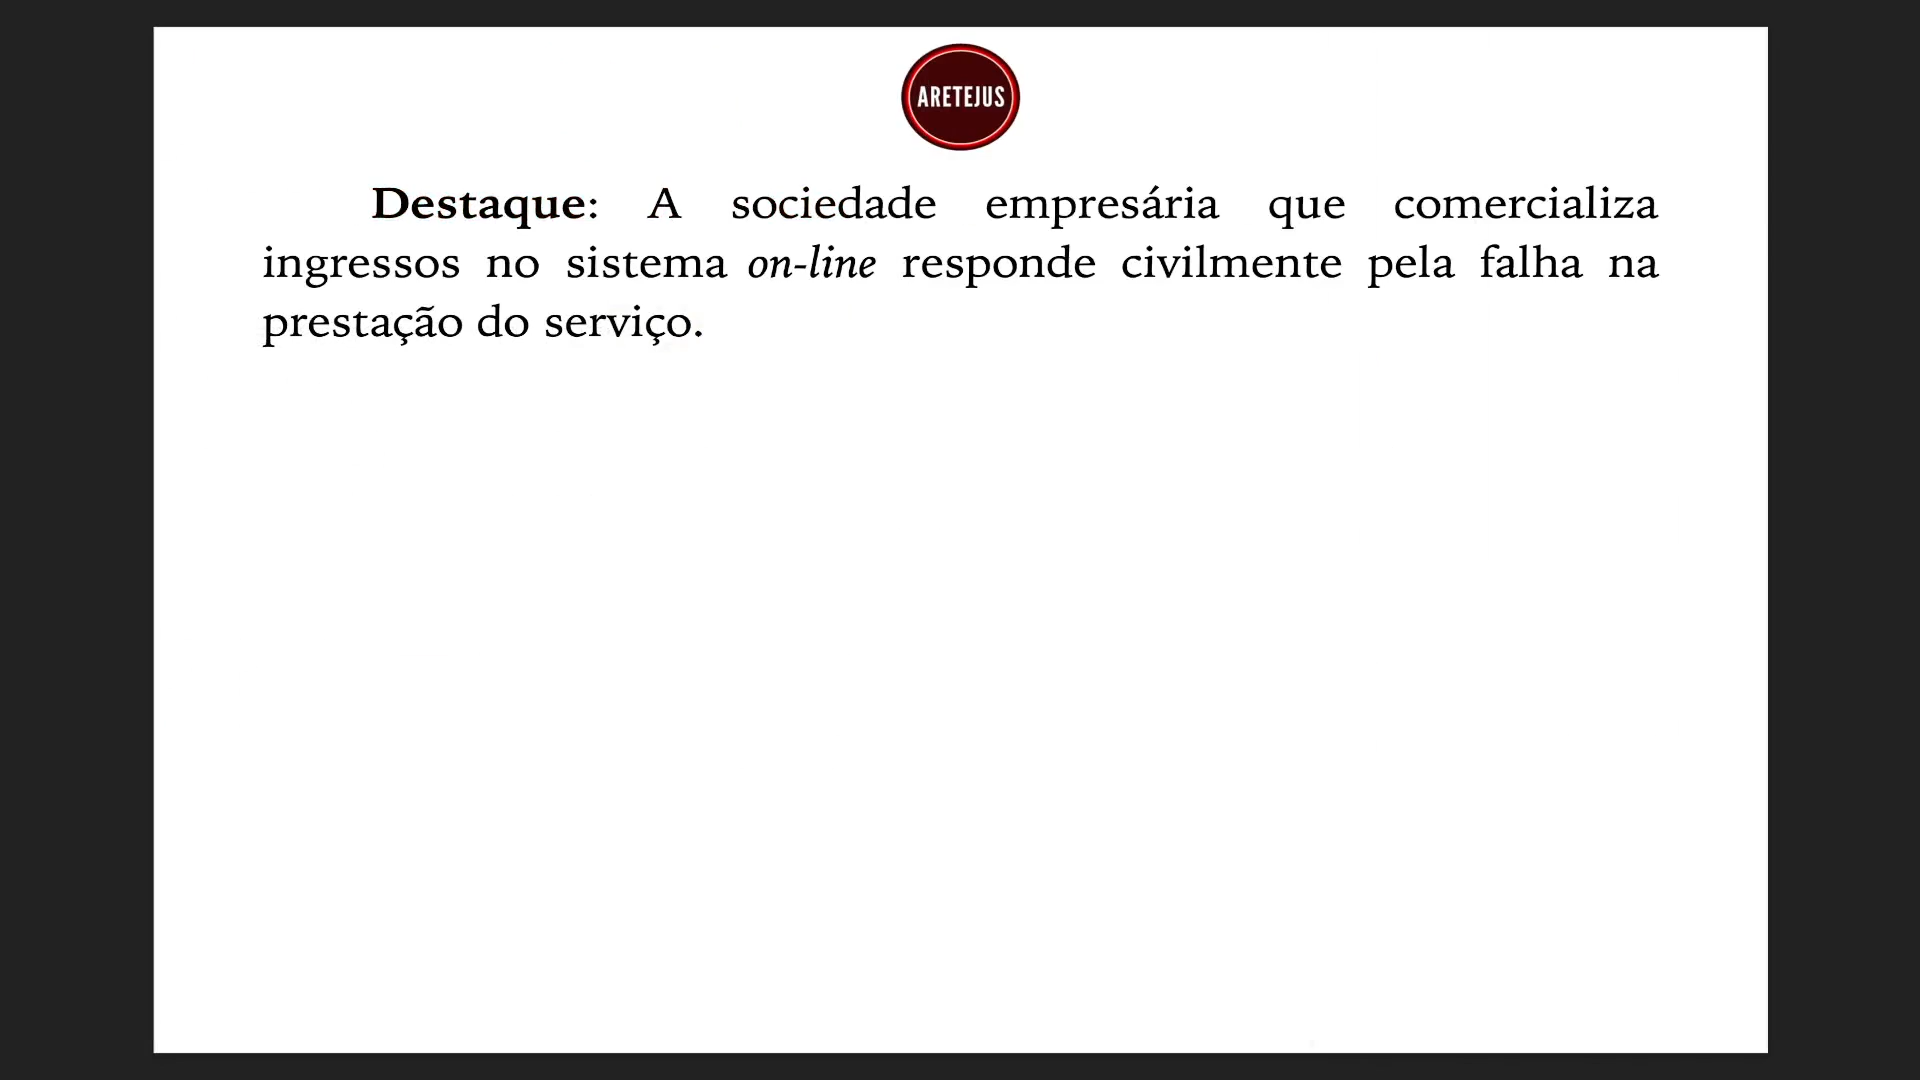 ARETEJUS
Destaque: A sociedade empresária que comercializa
ingressos no sistema on-line responde civilmente pela falha na
prestação do serviço.